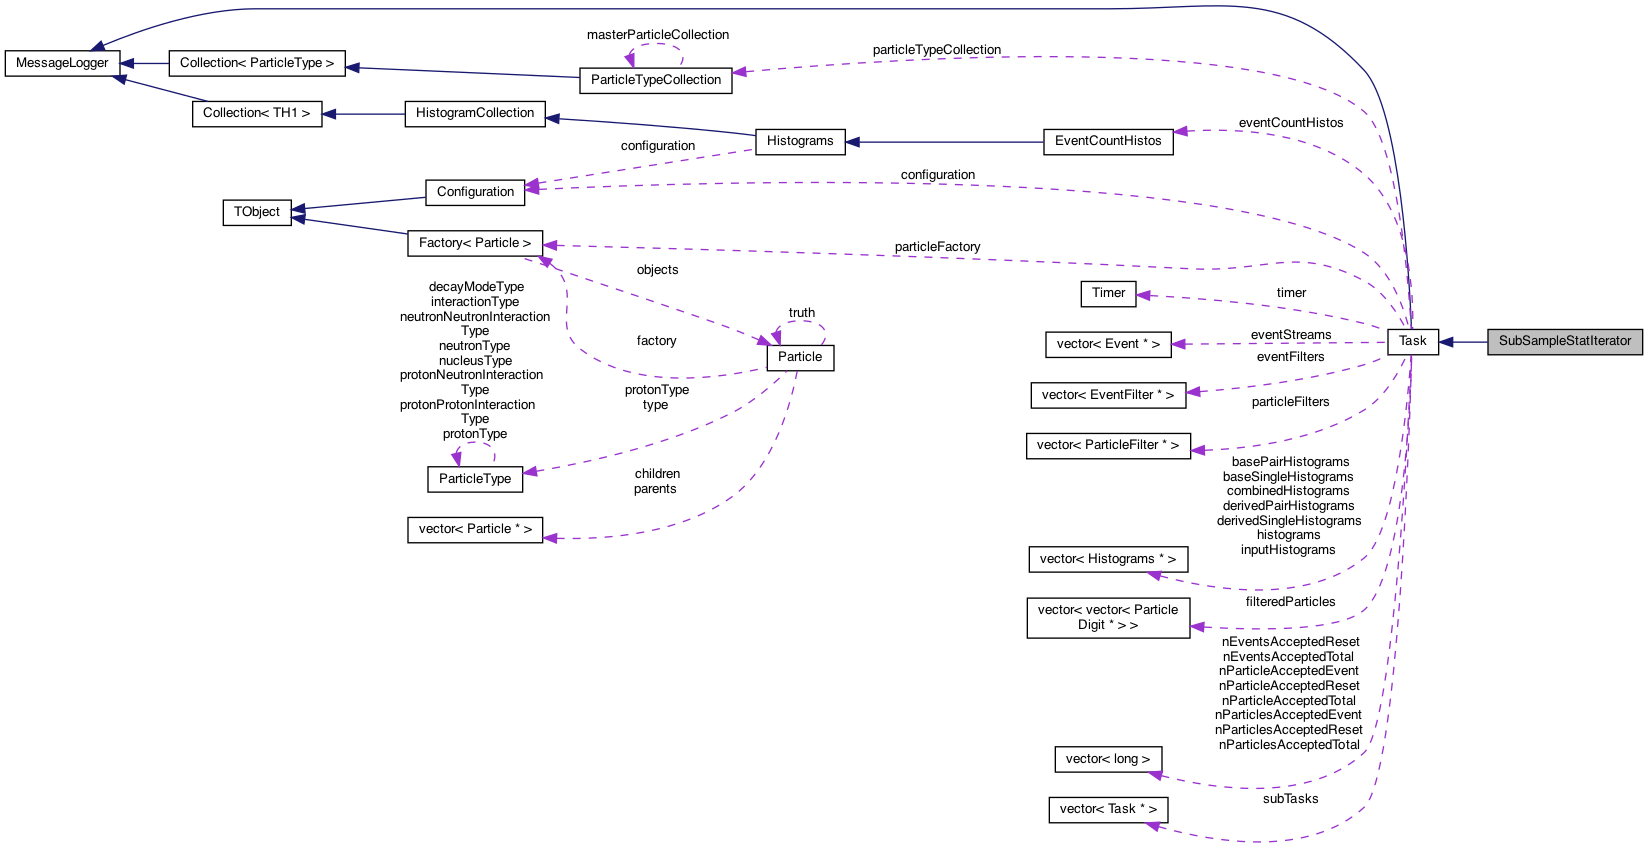 masterParticleCollection
particleTypeCollection
MessageLogger
Collection< ParticleType >
ParticleTypeCollection
Collection< TH1 >
HistogramCollection
eventCountHistos
Histograms
EventCountHistos
configuration
configuration
Configuration
TObject
Factory< Particle >
particleFactory
objects
decayModeType
interactionType
neutronNeutronInteraction
Type
neutronType
nucleusType
protonNeutronInteraction
Type
protonProtonInteraction
Type
protonType
truth
factory
Particle
protonType
type
ParticleType
children
parents
vector< Particle * >
Timer
timer
eventStreams
vector< Event * >
Task
SubSampleStatIterator
eventFilters
vector< EventFilter * >
particleFilters
vector< ParticleFilter * >
basePairHistograms
baseSingleHistograms
combinedHistograms
derivedPairHistograms
derivedSingleHistograms
histograms
inputHistograms
vector< Histograms * >
filteredParticles
vector< vector< Particle
Digit * > >
nEventsAcceptedReset
nEventsAcceptedTotal
nParticleAcceptedEvent
nParticleAcceptedReset
nParticleAcceptedTotal
nParticlesAcceptedEvent
nParticlesAcceptedReset
nParticlesAcceptedTotal
vector< long >
subTasks
vector< Task * >